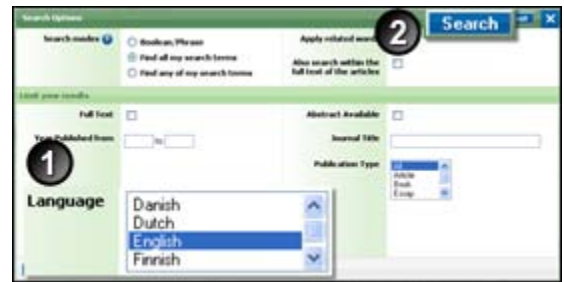 Search Options
2
Search
Search modes
Boolean/Phrase
Find all my search terms
Find any of my search terms
Apply related words
Also search within the
full text of the articles
Limit your results
Full Text
Abstract Available
Year Published from
to
Journal Title
1
Publication Type
All
Article
Book
Essay
Language
Danish
Dutch
English
Finnish